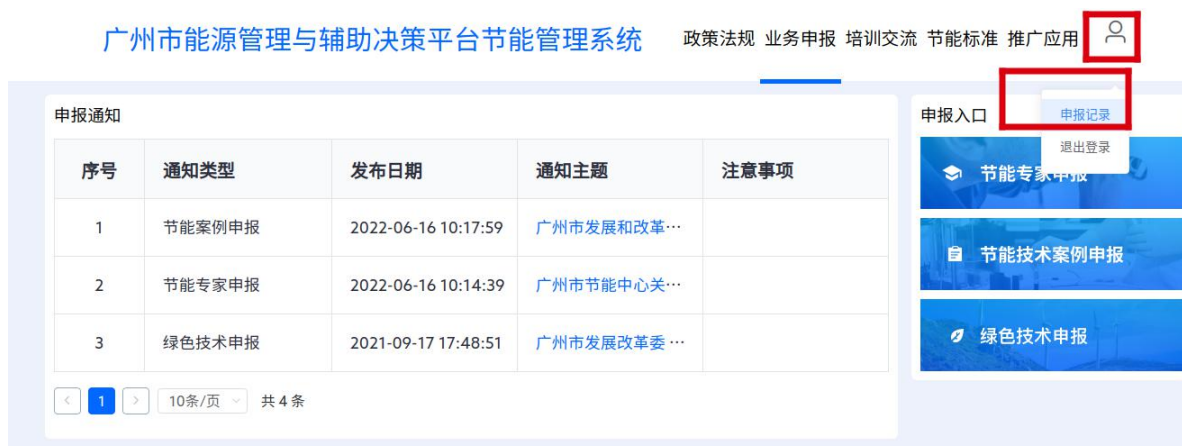 广州市能源管理与辅助决策平台节能管理系统 政策法规 业务申报 培训交流 节能标准 推广应用
申报通知
序号 通知类型 发布日期 通知主题 注意事项
1 节能案例申报 2022-06-16 10:17:59 广州市发展和改革…
2 节能专家申报 2022-06-16 10:14:39 广州市节能中心关…
3 绿色技术申报 2021-09-17 17:48:51 广州市发展改革委 …
1 10条/页 共 4 条
申报入口
申报记录
退出登录
节能专家申报
节能技术案例申报
绿色技术申报